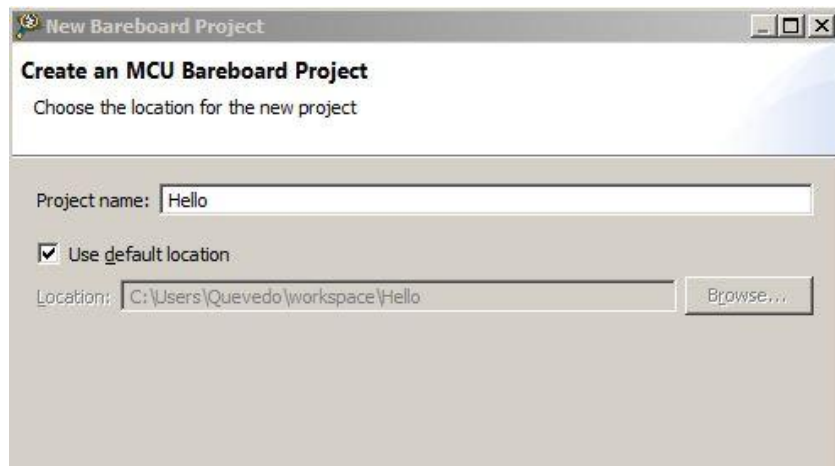 New Bareboard Project
Create an MCU Bareboard Project
Choose the location for the new project
Project name: Hello
Use default location
Location: C:\Users\Quevedo\workspace\Hello Browse...